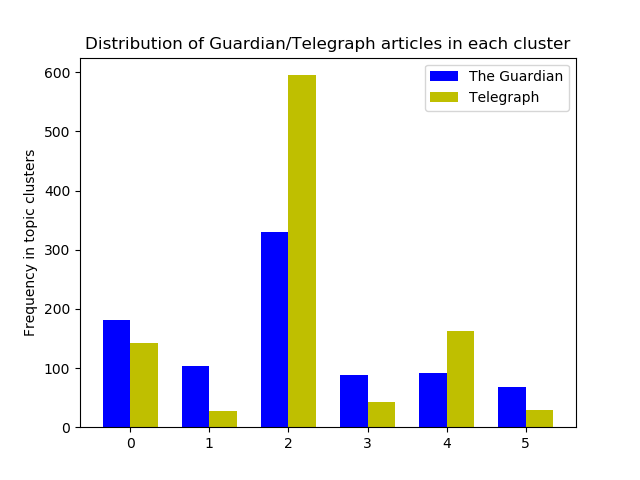 Distribution of Guardian/Telegraph articles in each cluster
The Guardian
Telegraph
Frequency in topic clusters
600
500
400
300
200
100
0
0 1 2 3 4 5